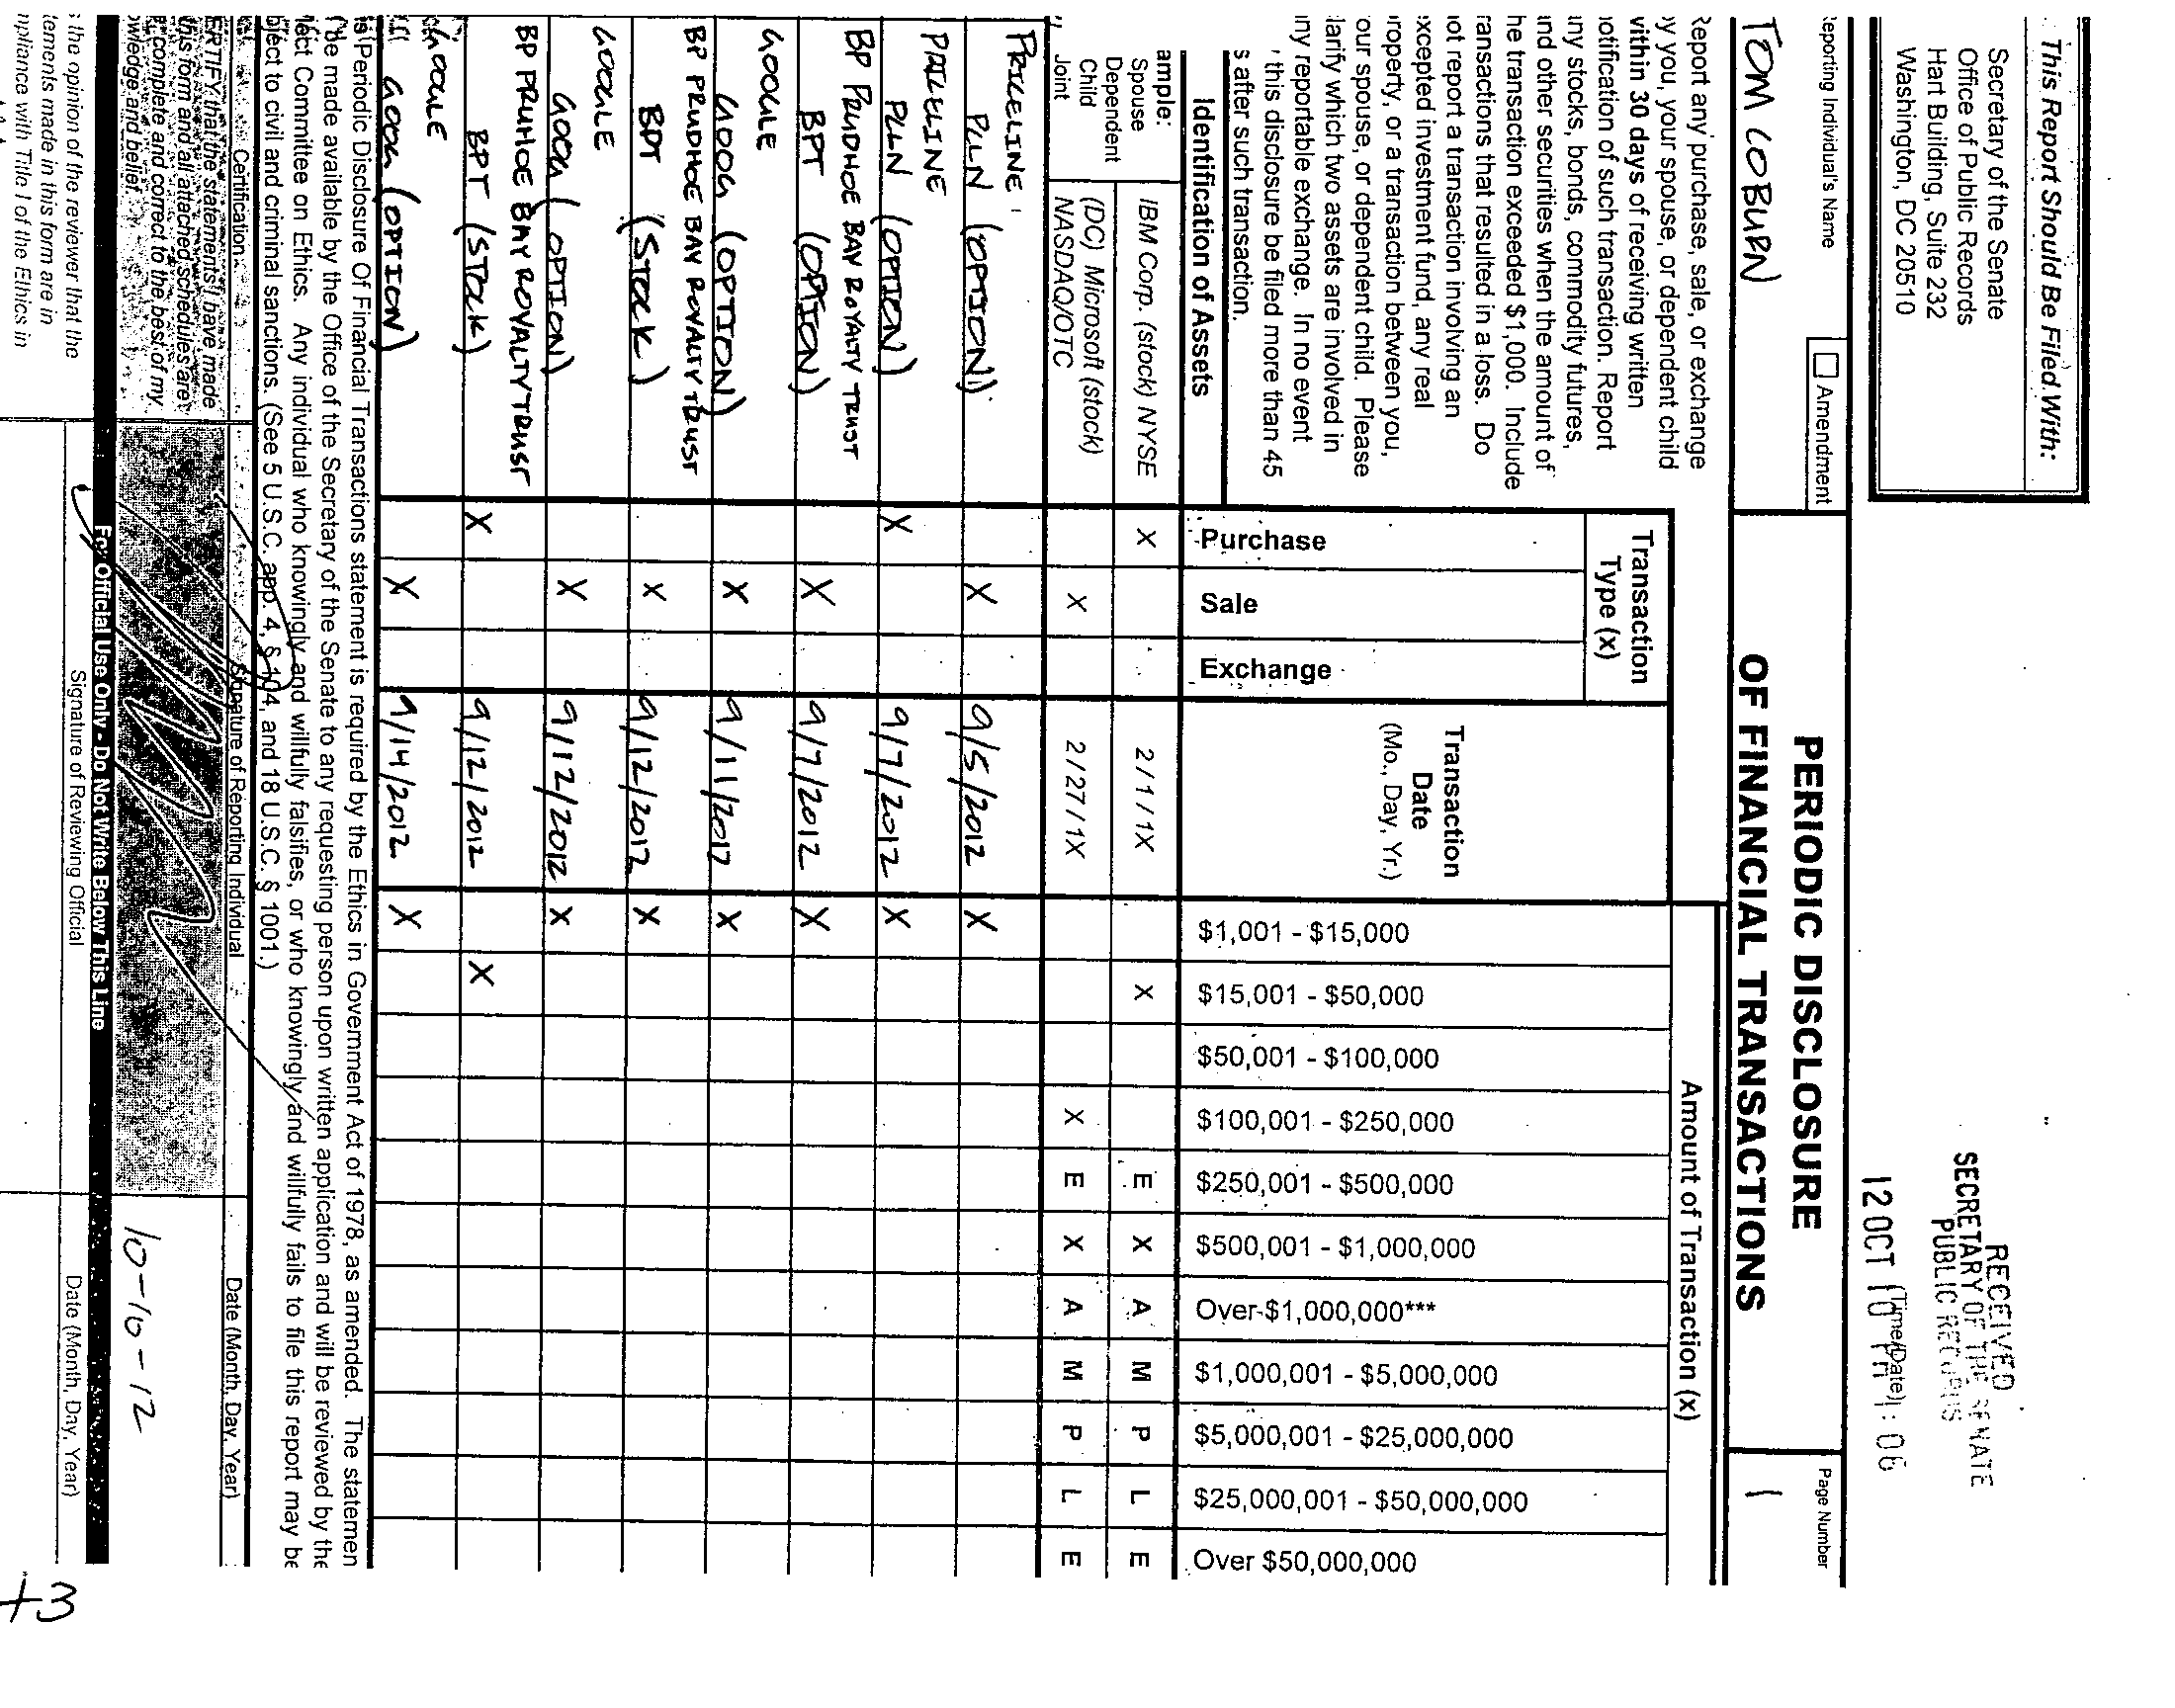 This Report Should Be Filed With:
Secretary of the Senate
Office of Public Records
Hart Building, Suite 232
Washington, DC 20510
RECEIVED
SECRETARY OF THE SENATE
PUBLIC RECORDS
(Time/Date)
12 OCT 10 PM 1:06
Reporting Individual's Name
Amendment
TOM COBURN
PERIODIC DISCLOSURE
OF FINANCIAL TRANSACTIONS
Page Number
1
Report any purchase, sale, or exchange
by you, your spouse, or dependent child
within 30 days of receiving written
notification of such transaction. Report
any stocks, bonds, commodity futures,
and other securities when the amount of
the transaction exceeded $1,000. Include
transactions that resulted in a loss. Do
not report a transaction involving an
excepted investment fund, any real
property, or a transaction between you,
your spouse, or dependent child. Please
clarify which two assets are involved in
any reportable exchange. In no event
, this disclosure be filed more than 45
s after such transaction.
Transaction
Type (x)
Amount of Transaction (x)
Identification of Assets
Purchase
Sale
Exchange
Transaction
Date
(Mo., Day, Yr.)
$1,001 - $15,000
$15,001 - $50,000
$50,001 - $100,000
$100,001 - $250,000
$250,001 - $500,000
$500,001 - $1,000,000
Over $1,000,000***
$1,000,001 - $5,000,000
$5,000,001 - $25,000,000
$25,000,001 - $50,000,000
Over $50,000,000
ample:
Spouse
Dependent
Child
Joint
IBM Corp. (stock) NYSE X 2/1/1X X E X A M P L E
(DC) Microsoft (stock)
NASDAQ/OTC X 2/27/1X X E X A M P L E
PRICELINE
PCLN (OPTION) X 9/5/2012 X
PRICELINE
PCLN (OPTION) X 9/7/2012 X
BP PRUDHOE BAY ROYALTY TRUST
BPT (OPTION) X 9/7/2012 X
GOOGLE
GOOG (OPTION) X 9/11/2012 X
BP PRUDHOE BAY ROYALTY TRUST
BPT (STOCK) X 9/12/2012 X
GOOGLE
GOOG (OPTION) X 9/12/2012 X
BP PRUHOE BAY ROYALTY TRUST
BPT (STOCK) X 9/12/2012 X
GOOGLE
GOOG (OPTION) X 9/14/2012 X
is Periodic Disclosure Of Financial Transactions statement is required by the Ethics in Government Act of 1978, as amended. The statemen
be made available by the Office of the Secretary of the Senate to any requesting person upon written application and will be reviewed by the
lect Committee on Ethics. Any individual who knowingly and willfully falsifies, or who knowingly and willfully fails to file this report may be
bject to civil and criminal sanctions. (See 5 U.S.C. app. 4, § 104, and 18 U.S.C. § 1001.)
Certification
Signature of Reporting Individual
Date (Month, Day, Year)
ERTIFY that the statements I have made
this form and all attached schedules are
complete and correct to the best of my
wledge and belief.
10-10-12
For Official Use Only - Do Not Write Below This Line
Signature of Reviewing Official
Date (Month, Day, Year)
s the opinion of the reviewer that the
tements made in this form are in
mpliance with Title I of the Ethics in
+3